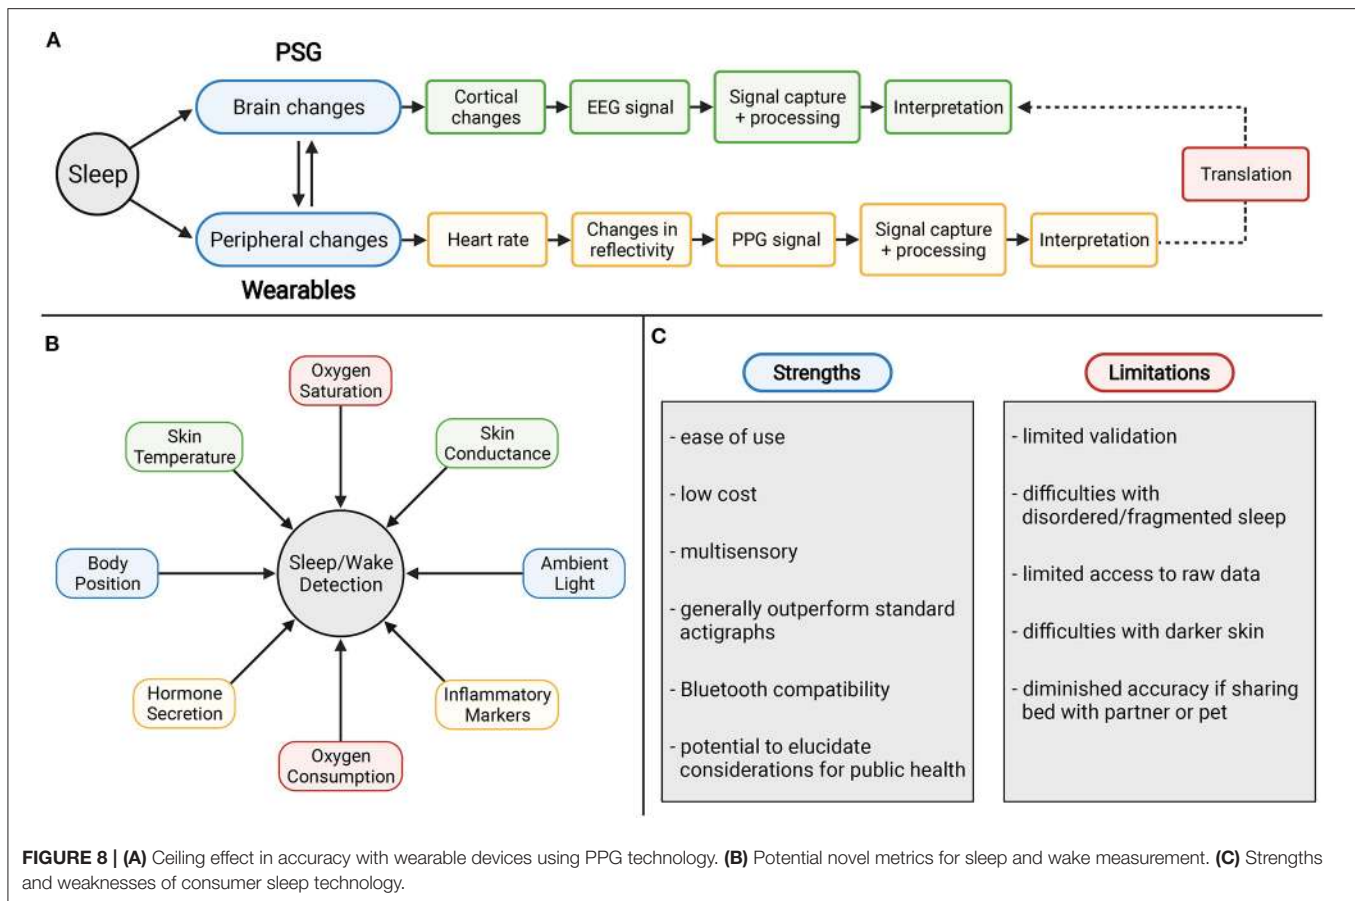 A
PSG
Brain changes
Cortical
changes
EEG signal
Signal capture
+ processing
Interpretation
Sleep
Translation
Peripheral changes
Heart rate
Changes in
reflectivity
PPG signal
Signal capture
+ processing
Interpretation
Wearables
B
Oxygen
Saturation
Skin
Temperature
Skin
Conductance
Body
Position
Sleep/Wake
Detection
Ambient
Light
Hormone
Secretion
Inflammatory
Markers
Oxygen
Consumption
C
Strengths
- ease of use
- low cost
- multisensory
- generally outperform standard
actigraphs
- Bluetooth compatibility
- potential to elucidate
considerations for public health
Limitations
- limited validation
- difficulties with
disordered/fragmented sleep
- limited access to raw data
- difficulties with darker skin
- diminished accuracy if sharing
bed with partner or pet
FIGURE 8 | (A) Ceiling effect in accuracy with wearable devices using PPG technology. (B) Potential novel metrics for sleep and wake measurement. (C) Strengths
and weaknesses of consumer sleep technology.